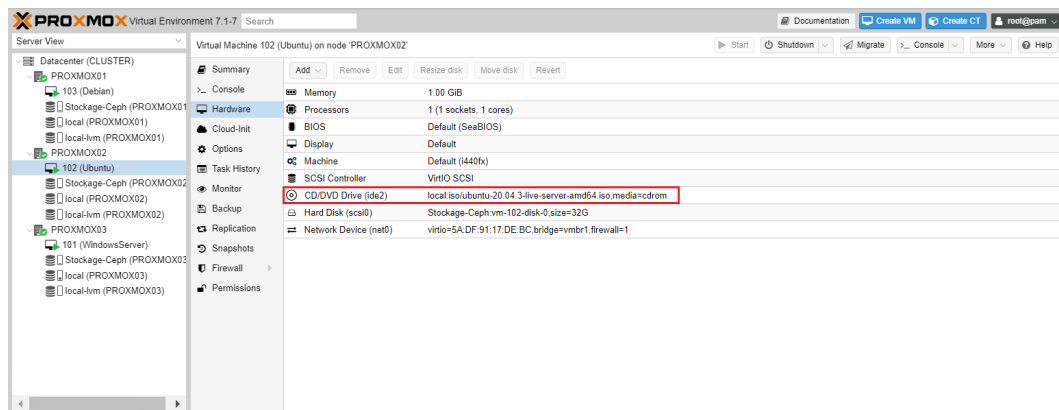 PROXMOX Virtual Environment 7.1-7 Search Documentation Create VM Create CT root@pam
Server View
Datacenter (CLUSTER)
PROXMOX01
103 (Debian)
Stockage-Ceph (PROXMOX01
local (PROXMOX01)
local-lvm (PROXMOX01)
PROXMOX02
102 (Ubuntu)
Stockage-Ceph (PROXMOX02
local (PROXMOX02)
local-lvm (PROXMOX02)
PROXMOX03
101 (WindowsServer)
Stockage-Ceph (PROXMOX03
local (PROXMOX03)
local-lvm (PROXMOX03)
Virtual Machine 102 (Ubuntu) on node 'PROXMOX02' Start Shutdown Migrate >_ Console More Help
Summary
>_ Console
Hardware
Cloud-Init
Options
Task History
Monitor
Backup
Replication
Snapshots
Firewall
Permissions
Add Remove Edit Resize disk Move disk Revert
Memory 1.00 GiB
Processors 1 (1 sockets, 1 cores)
BIOS Default (SeaBIOS)
Display Default
Machine Default (i440fx)
SCSI Controller VirtIO SCSI
CD/DVD Drive (ide2) local:iso/ubuntu-20.04.3-live-server-amd64.iso,media=cdrom
Hard Disk (scsi0) Stockage-Ceph:vm-102-disk-0,size=32G
Network Device (net0) virtio=5A:DF:91:17:DE:BC,bridge=vmbr1,firewall=1